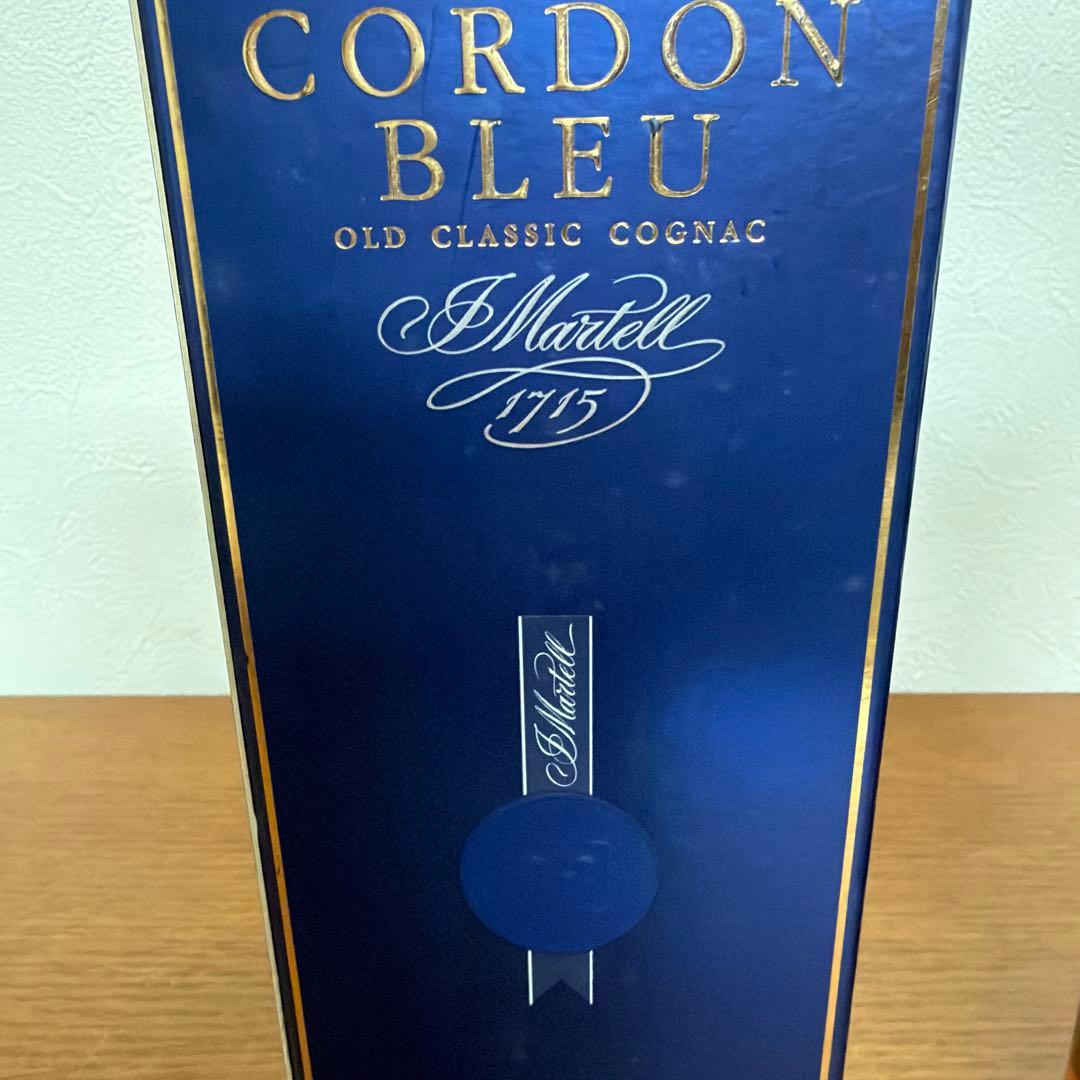 CORDON
BLEU
OLD CLASSIC COGNAC
J Martell
1715
J Martell